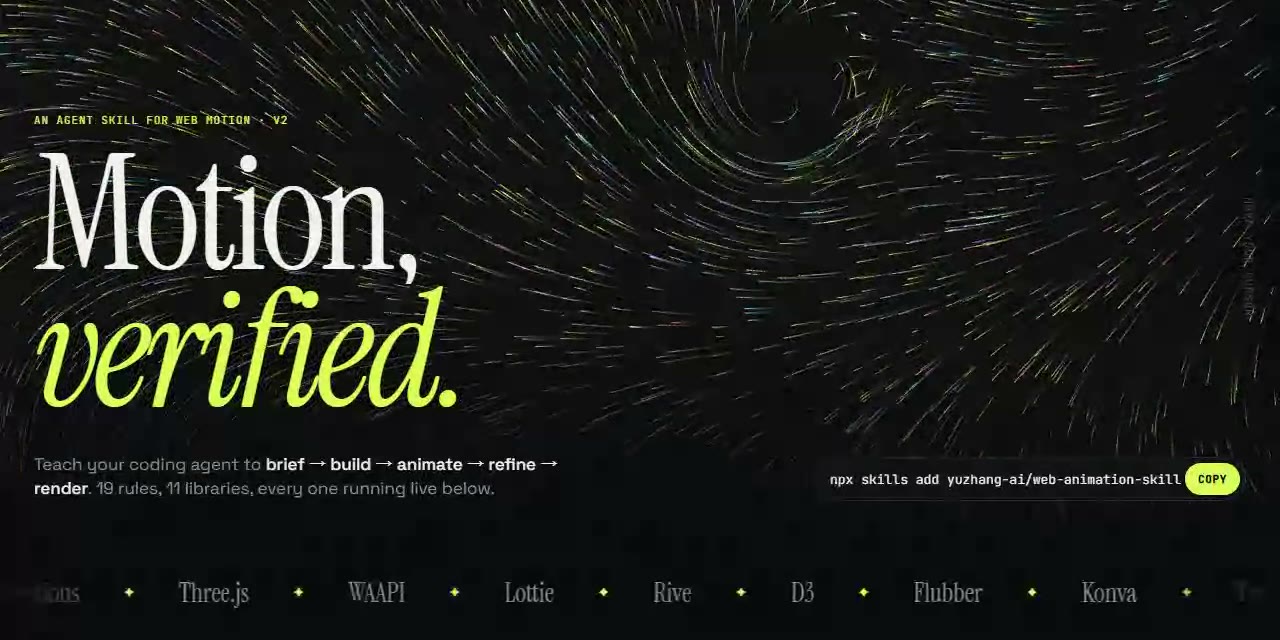 AN AGENT SKILL FOR WEB MOTION · V2
Motion,
verified.
Teach your coding agent to brief → build → animate → refine →
render. 19 rules, 11 libraries, every one running live below.
npx skills add yuzhang-ai/web-animation-skill COPY
Three.js ✦ WAAPI ✦ Lottie ✦ Rive ✦ D3 ✦ Flubber ✦ Konva ✦